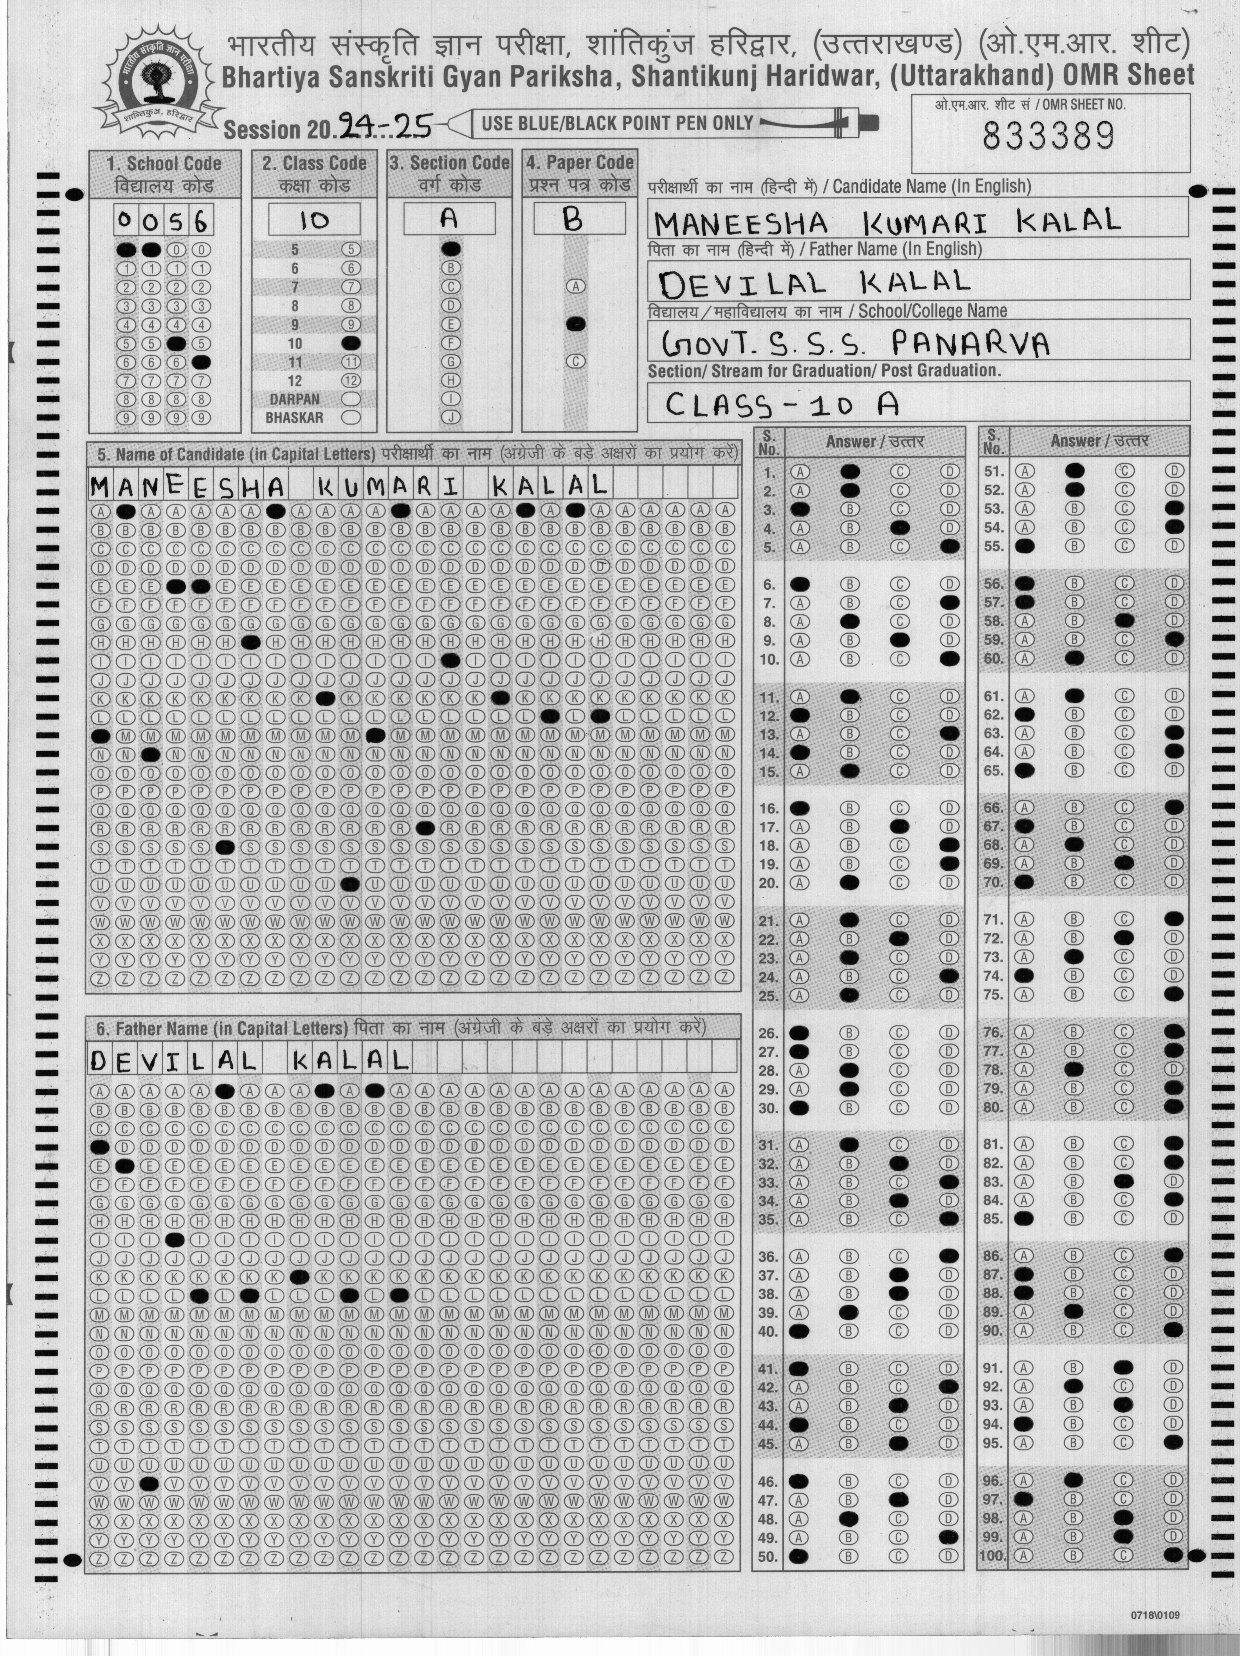 भारतीय संस्कृति ज्ञान परीक्षा, शांतिकुंज हरिद्वार, (उत्तराखण्ड) (ओ.एम.आर. शीट)
Bhartiya Sanskriti Gyan Pariksha, Shantikunj Haridwar, (Uttarakhand) OMR Sheet
Session 20 24-25
USE BLUE/BLACK POINT PEN ONLY
ओ.एम.आर. शीट सं / OMR SHEET NO.
833389
1. School Code
विद्यालय कोड
0056
2. Class Code
कक्षा कोड
10
5
6
7
8
9
10
11
12
DARPAN
BHASKAR
3. Section Code
वर्ग कोड
A
4. Paper Code
प्रश्न पत्र कोड
B
परीक्षार्थी का नाम (हिन्दी में) / Candidate Name (In English)
MANEESHA KUMARI KALAL
पिता का नाम (हिन्दी में) / Father Name (In English)
DEVILAL KALAL
विद्यालय/महाविद्यालय का नाम / School/College Name
GOVT. S.S.S. PANARVA
Section/ Stream for Graduation/ Post Graduation.
CLASS-10 A
5. Name of Candidate (in Capital Letters) परीक्षार्थी का नाम (अंग्रेजी के बड़े अक्षरों का प्रयोग करें)
MANEESHA KUMARI KALAL
6. Father Name (in Capital Letters) पिता का नाम (अंग्रेजी के बड़े अक्षरों का प्रयोग करें)
DEVILAL KALAL
S. No. Answer / उत्तर
S. No. Answer / उत्तर
0718\0109